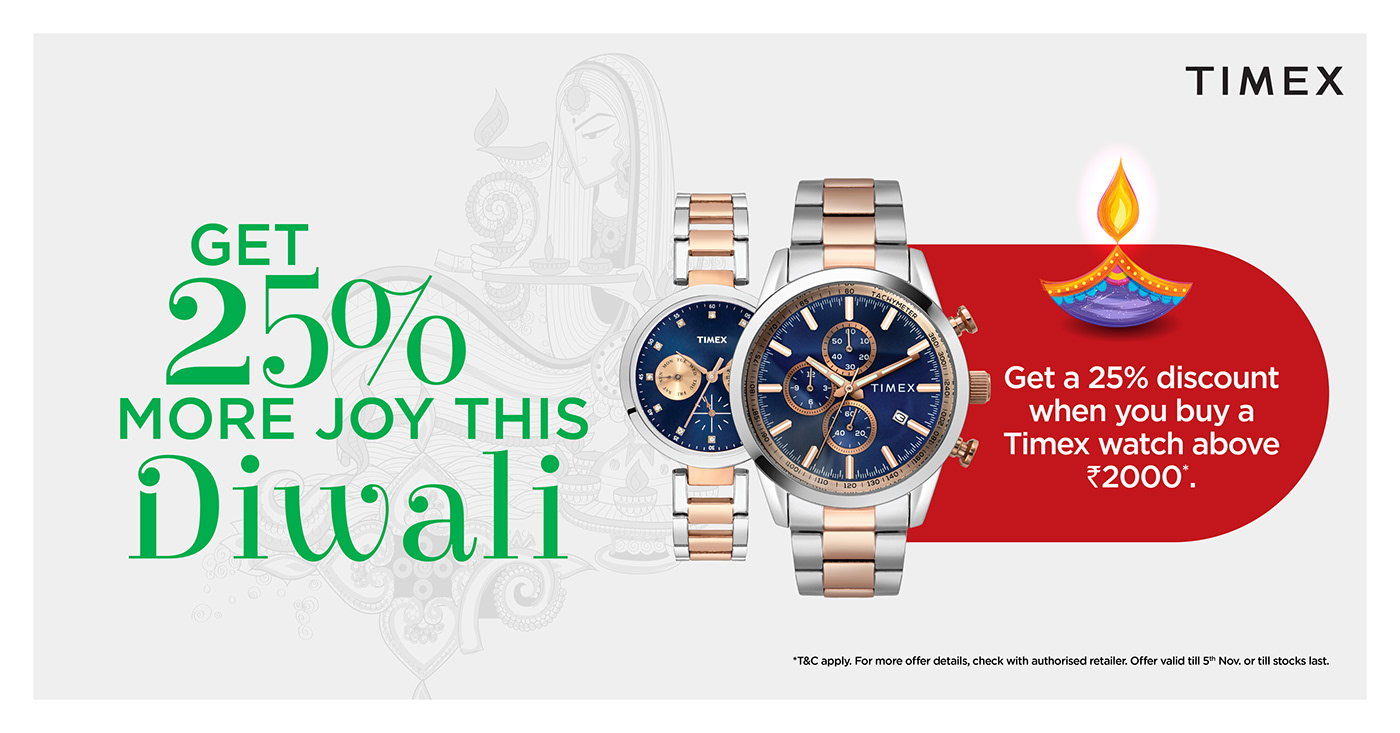 TIMEX
GET
25%
MORE JOY THIS
Diwali
TIMEX
TACHYMETER
TIMEX
Get a 25% discount
when you buy a
Timex watch above
₹2000*.
*T&C apply. For more offer details, check with authorised retailer. Offer valid till 5th Nov. or till stocks last.